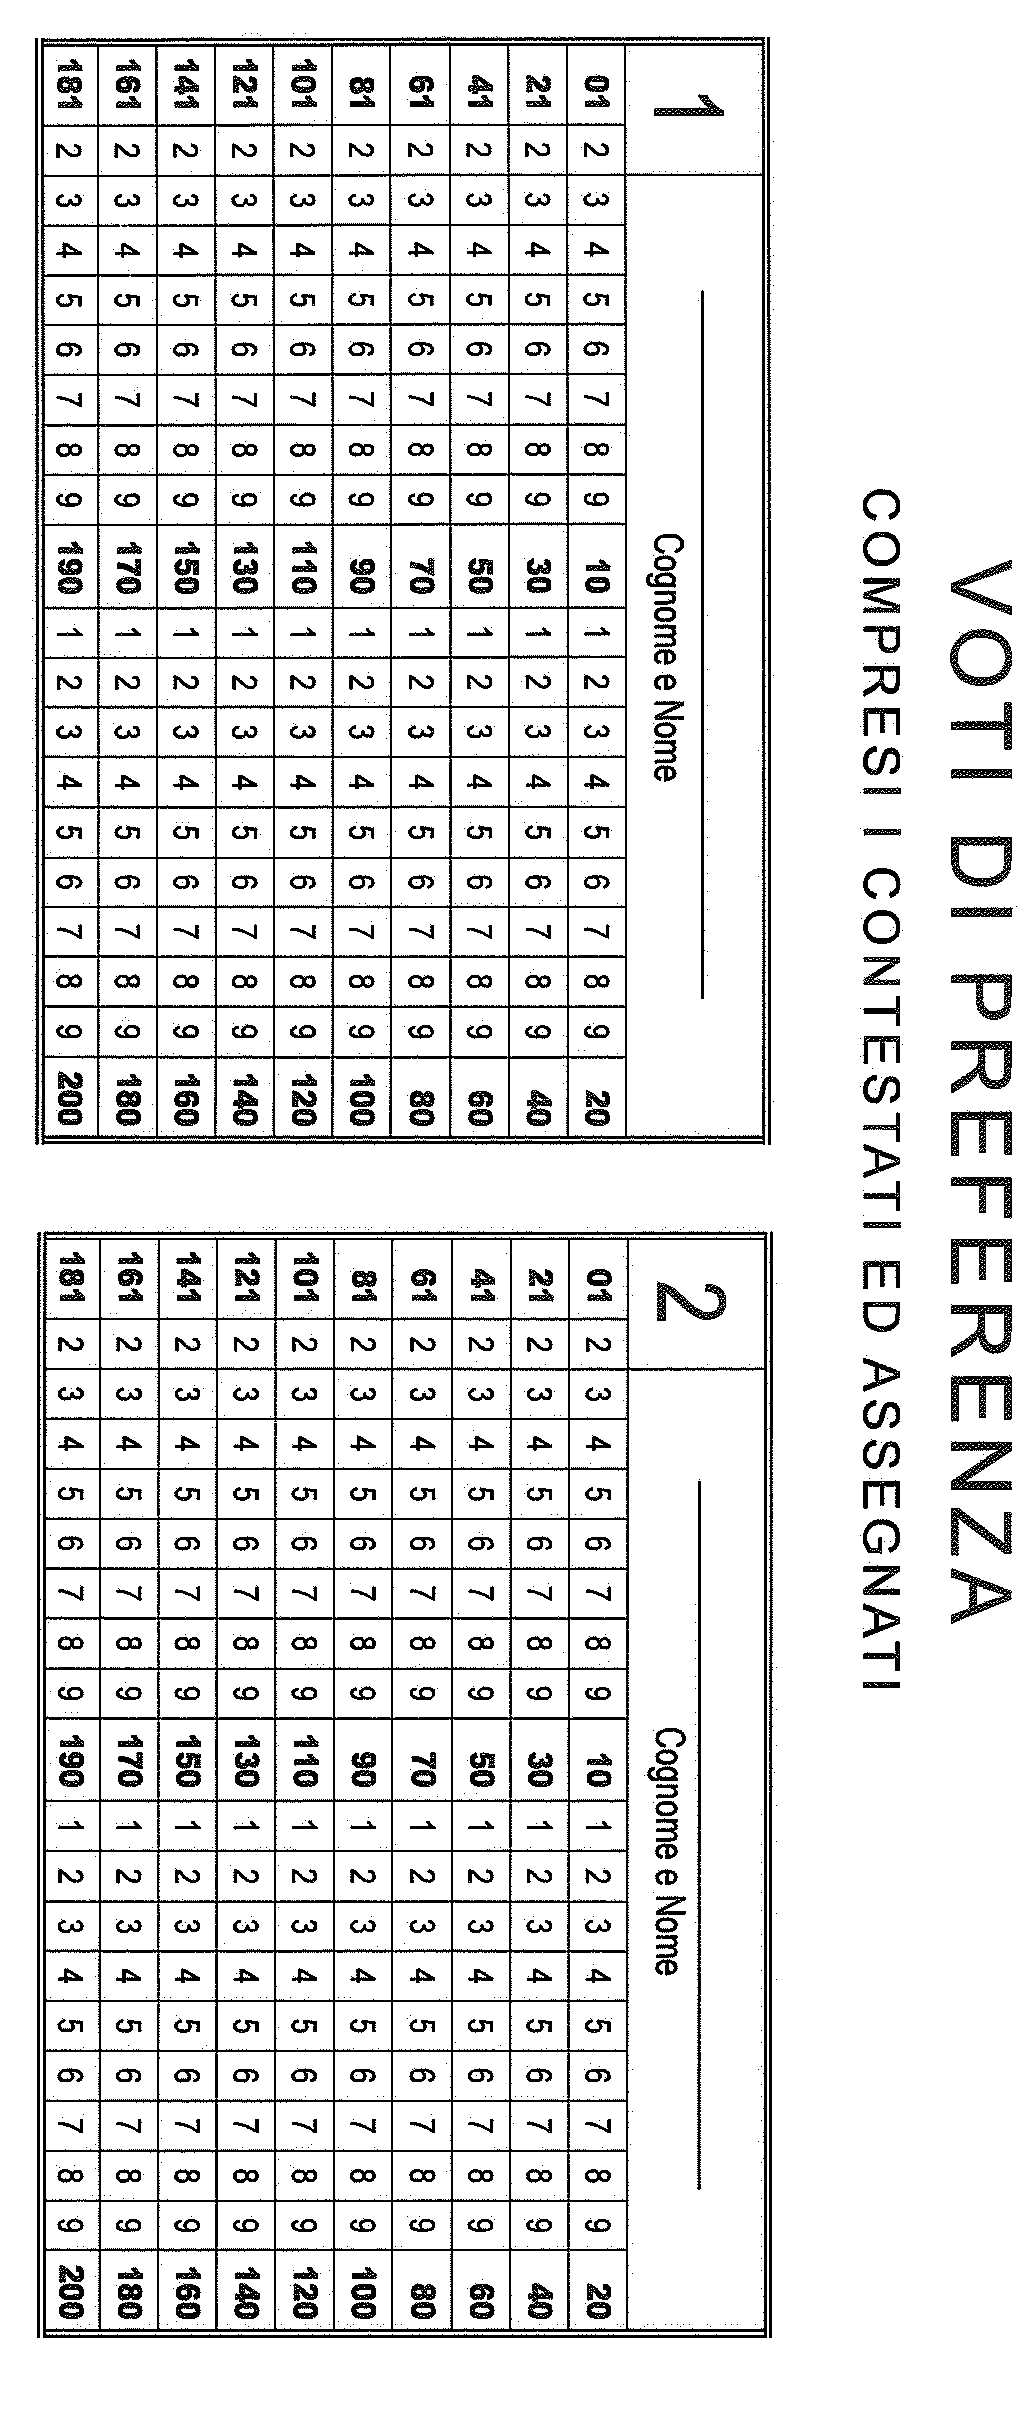 VOTI DI PREFERENZA
COMPRESI I CONTESTATI ED ASSEGNATI
1
Cognome e Nome
01 2 3 4 5 6 7 8 9 10 1 2 3 4 5 6 7 8 9 20
21 2 3 4 5 6 7 8 9 30 1 2 3 4 5 6 7 8 9 40
41 2 3 4 5 6 7 8 9 50 1 2 3 4 5 6 7 8 9 60
61 2 3 4 5 6 7 8 9 70 1 2 3 4 5 6 7 8 9 80
81 2 3 4 5 6 7 8 9 90 1 2 3 4 5 6 7 8 9 100
101 2 3 4 5 6 7 8 9 110 1 2 3 4 5 6 7 8 9 120
121 2 3 4 5 6 7 8 9 130 1 2 3 4 5 6 7 8 9 140
141 2 3 4 5 6 7 8 9 150 1 2 3 4 5 6 7 8 9 160
161 2 3 4 5 6 7 8 9 170 1 2 3 4 5 6 7 8 9 180
181 2 3 4 5 6 7 8 9 190 1 2 3 4 5 6 7 8 9 200
2
Cognome e Nome
01 2 3 4 5 6 7 8 9 10 1 2 3 4 5 6 7 8 9 20
21 2 3 4 5 6 7 8 9 30 1 2 3 4 5 6 7 8 9 40
41 2 3 4 5 6 7 8 9 50 1 2 3 4 5 6 7 8 9 60
61 2 3 4 5 6 7 8 9 70 1 2 3 4 5 6 7 8 9 80
81 2 3 4 5 6 7 8 9 90 1 2 3 4 5 6 7 8 9 100
101 2 3 4 5 6 7 8 9 110 1 2 3 4 5 6 7 8 9 120
121 2 3 4 5 6 7 8 9 130 1 2 3 4 5 6 7 8 9 140
141 2 3 4 5 6 7 8 9 150 1 2 3 4 5 6 7 8 9 160
161 2 3 4 5 6 7 8 9 170 1 2 3 4 5 6 7 8 9 180
181 2 3 4 5 6 7 8 9 190 1 2 3 4 5 6 7 8 9 200